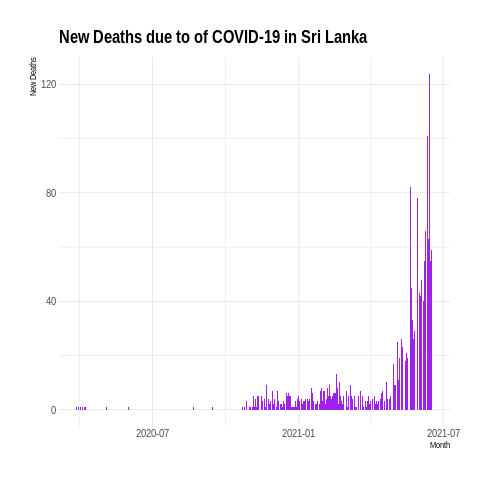 New Deaths due to of COVID-19 in Sri Lanka
New Deaths
120
80
40
0
2020-07
2021-01
2021-07
Month